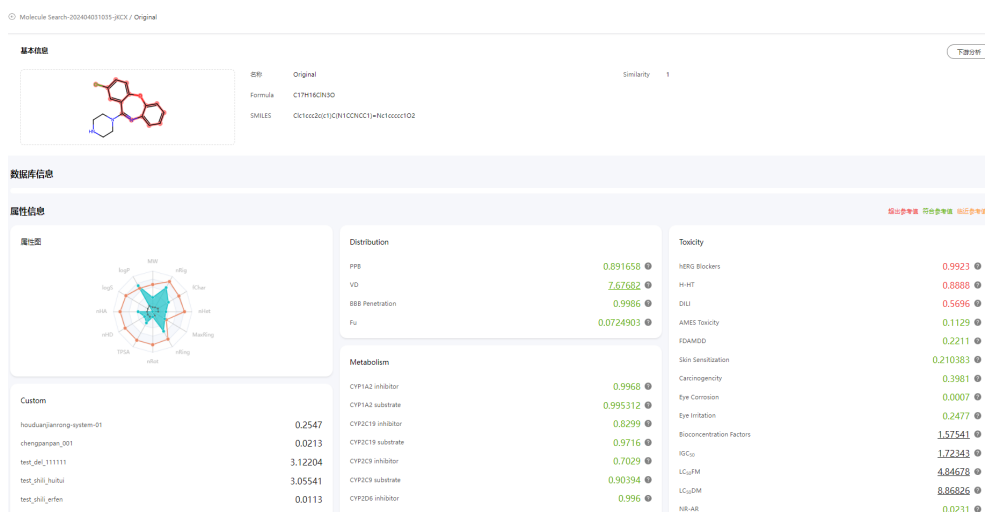 Molecule Search-202404031035-jKCX / Original
基本信息
下游分析
名称 Original
Similarity 1
Formula C17H16ClN3O
SMILES Clc1ccc2c(c1)C(N1CCNCC1)=Nc1ccccc1O2
HN
数据库信息
属性信息
超出参考值 符合参考值 临近参考值
属性图
MW
nRig
fChar
nHet
MaxRing
nRing
nRot
TPSA
nHD
nHA
logS
logP
Custom
houduanjianrong-system-01 0.2547
chengpanpan_001 0.0213
test_del_111111 3.12204
test_shili_huitui 3.05541
test_shili_erfen 0.0113
Distribution
PPB 0.891658
VD 7.67682
BBB Penetration 0.9986
Fu 0.0724903
Metabolism
CYP1A2 inhibitor 0.9968
CYP1A2 substrate 0.995312
CYP2C19 inhibitor 0.8299
CYP2C19 substrate 0.9716
CYP2C9 inhibitor 0.7029
CYP2C9 substrate 0.90394
CYP2D6 inhibitor 0.996
Toxicity
hERG Blockers 0.9923
H-HT 0.8888
DILI 0.5696
AMES Toxicity 0.1129
FDAMDD 0.2211
Skin Sensitization 0.210383
Carcinogencity 0.3981
Eye Corrosion 0.0007
Eye Irritation 0.2477
Bioconcentration Factors 1.57541
IGC₅₀ 1.72343
LC₅₀FM 4.84678
LC₅₀DM 8.86826
NR-AR 0.0231